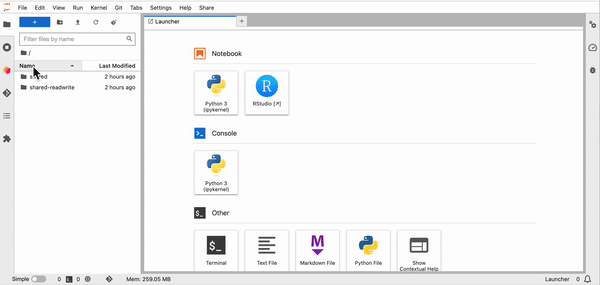 File Edit View Run Kernel Git Tabs Settings Help Share
Launcher
Filter files by name
/
Name Last Modified
shared 2 hours ago
shared-readwrite 2 hours ago
Notebook
Python 3
(ipykernel)
RStudio [↗]
Console
Python 3
(ipykernel)
Other
$_
Terminal
Text File
Markdown File
Python File
Show
Contextual Help
Simple 0 0 Mem: 259.05 MB Launcher 0